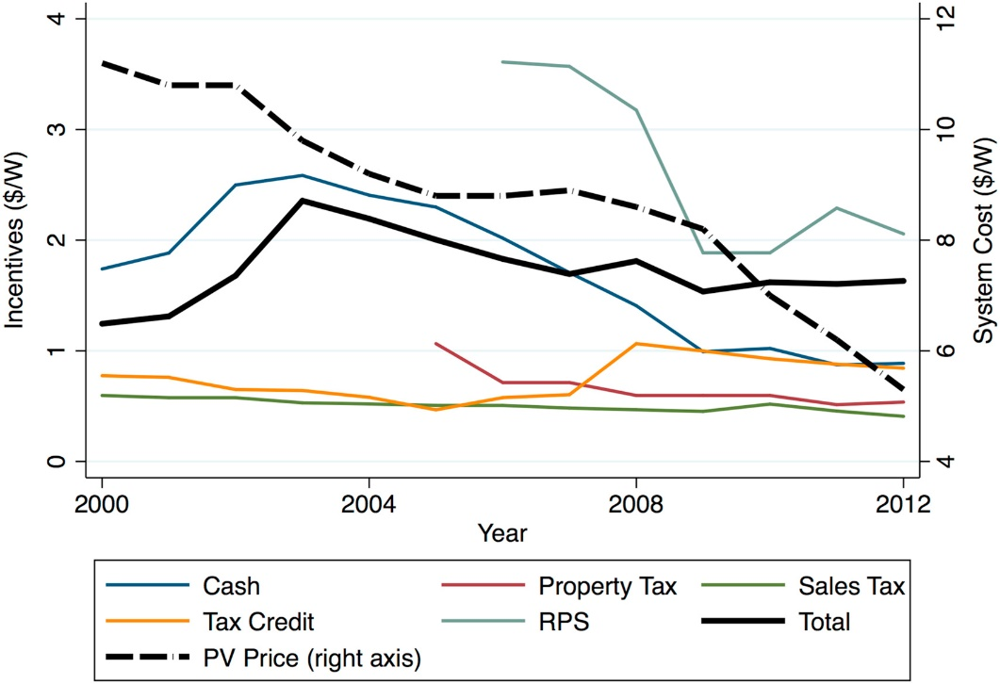 4
3
2
1
0
Incentives ($/W)
12
10
8
6
4
System Cost ($/W)
2000 2004 2008 2012
Year
Cash Property Tax Sales Tax
Tax Credit RPS Total
PV Price (right axis)